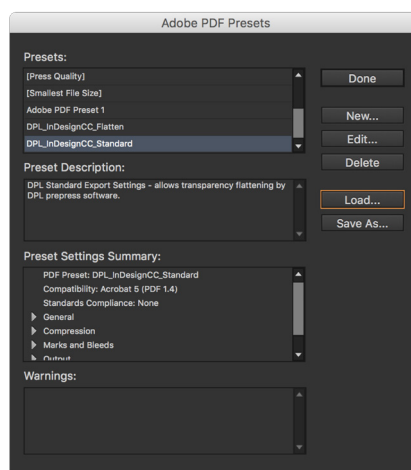 Adobe PDF Presets
Presets:
[Press Quality]
[Smallest File Size]
Adobe PDF Preset 1
DPL_InDesignCC_Flatten
DPL_InDesignCC_Standard
Done
New...
Edit...
Delete
Load...
Save As...
Preset Description:
DPL Standard Export Settings - allows transparency flattening by
DPL prepress software.
Preset Settings Summary:
PDF Preset: DPL_InDesignCC_Standard
Compatibility: Acrobat 5 (PDF 1.4)
Standards Compliance: None
General
Compression
Marks and Bleeds
Output
Warnings: